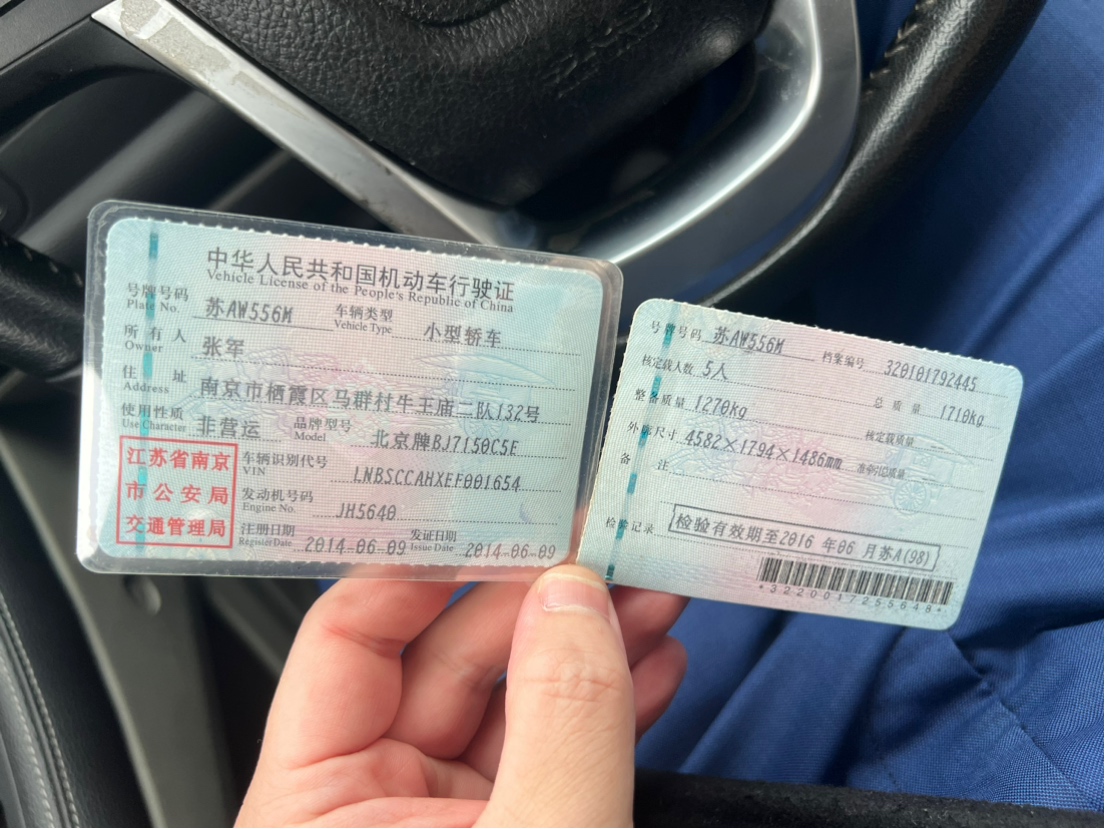 中华人民共和国机动车行驶证
Vehicle License of the People's Republic of China
号牌号码 Plate No. 苏AW556M 车辆类型 Vehicle Type 小型轿车
所有人 Owner 张军
住址 Address 南京市栖霞区马群村牛王庙二队132号
使用性质 Use Character 非营运 品牌型号 Model 北京牌BJ7150C5E
江苏省南京
市公安局
交通管理局
车辆识别代号 VIN LNBSCCAHXEF001654
发动机号码 Engine No. JH5640
注册日期 Register Date 2014-06-09 发证日期 Issue Date 2014-06-09
号牌号码 苏AW556M 档案编号 320101792445
核定载人数 5人 总质量 1710kg
整备质量 1270kg 核定载质量 --
外廓尺寸 4582×1794×1486mm 准牵引总质量 --
备注
检验记录 检验有效期至2016年06月苏A(98)
*3220017255648*